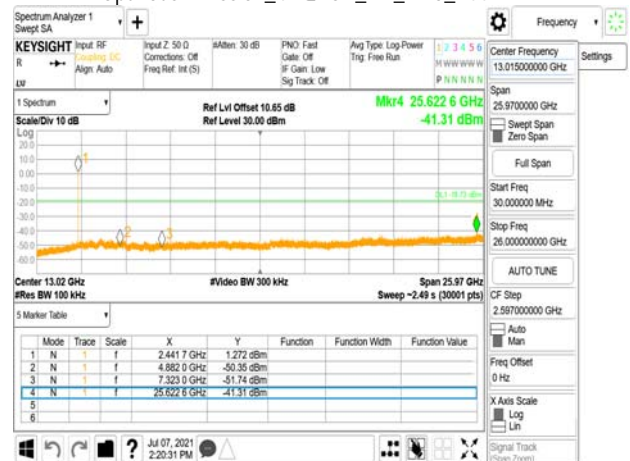 Spectrum Analyzer 1
Swept SA
Frequency
KEYSIGHT
Input: RF
Coupling: DC
Align: Auto
Input Z: 50 Ω
Corrections: Off
Freq Ref: Int (S)
#Atten: 30 dB
PNO: Fast
Gate: Off
IF Gain: Low
Sig Track: Off
Avg Type: Log-Power
Trig: Free Run
1 2 3 4 5 6
M W W W W W
P N N N N N
R
1 Spectrum
Scale/Div 10 dB
Log
Ref Lvl Offset 10.65 dB
Ref Level 30.00 dBm
Mkr4 25.622 6 GHz
-41.31 dBm
20.0
10.0
0.00
-10.0
-20.0
-30.0
-40.0
-50.0
-60.0
1
2
3
Center 13.02 GHz
#Res BW 100 kHz
#Video BW 300 kHz
Span 25.97 GHz
Sweep ~2.49 s (30001 pts)
5 Marker Table
Mode Trace Scale X Y Function Function Width Function Value
1 N 1 f 2.441 7 GHz 1.272 dBm
2 N 1 f 4.882 0 GHz -50.35 dBm
3 N 1 f 7.323 0 GHz -51.74 dBm
4 N 1 f 25.622 6 GHz -41.31 dBm
5
6
Jul 07, 2021
2:20:31 PM
Center Frequency
13.015000000 GHz
Settings
Span
25.9700000 GHz
Swept Span
Zero Span
Full Span
Start Freq
30.000000 MHz
Stop Freq
26.000000000 GHz
AUTO TUNE
CF Step
2.597000000 GHz
Auto
Man
Freq Offset
0 Hz
X Axis Scale
Log
Lin
Signal Track
(Span Zoom)